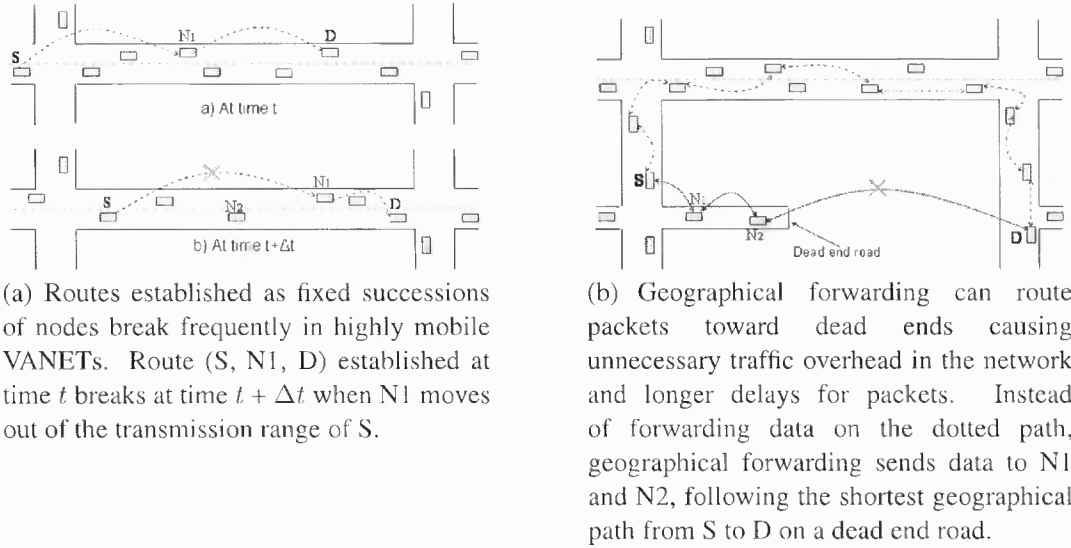 S
N1
D
a) At time t
S
N2
N1
D
b) At time t+Δt
(a) Routes established as fixed successions
of nodes break frequently in highly mobile
VANETs. Route (S, N1, D) established at
time t breaks at time t + Δt when N1 moves
out of the transmission range of S.
S
N1
N2
D
Dead end road
(b) Geographical forwarding can route
packets toward dead ends causing
unnecessary traffic overhead in the network
and longer delays for packets. Instead
of forwarding data on the dotted path,
geographical forwarding sends data to N1
and N2, following the shortest geographical
path from S to D on a dead end road.